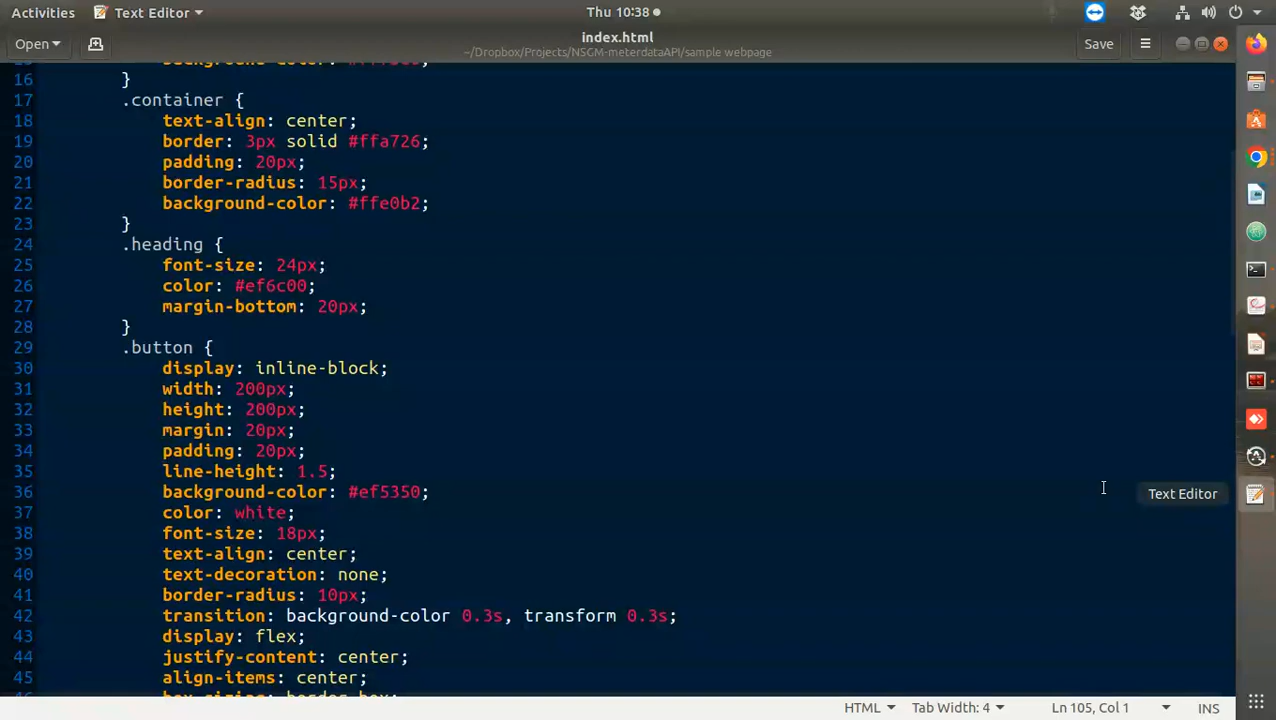 Activities Text Editor Thu 10:38
Open index.html Save
~/Dropbox/Projects/NSGM-meterdataAPI/sample webpage
16 }
17 .container {
18 text-align: center;
19 border: 3px solid #ffa726;
20 padding: 20px;
21 border-radius: 15px;
22 background-color: #ffe0b2;
23 }
24 .heading {
25 font-size: 24px;
26 color: #ef6c00;
27 margin-bottom: 20px;
28 }
29 .button {
30 display: inline-block;
31 width: 200px;
32 height: 200px;
33 margin: 20px;
34 padding: 20px;
35 line-height: 1.5;
36 background-color: #ef5350;
Text Editor
37 color: white;
38 font-size: 18px;
39 text-align: center;
40 text-decoration: none;
41 border-radius: 10px;
42 transition: background-color 0.3s, transform 0.3s;
43 display: flex;
44 justify-content: center;
45 align-items: center;
HTML Tab Width: 4 Ln 105, Col 1 INS